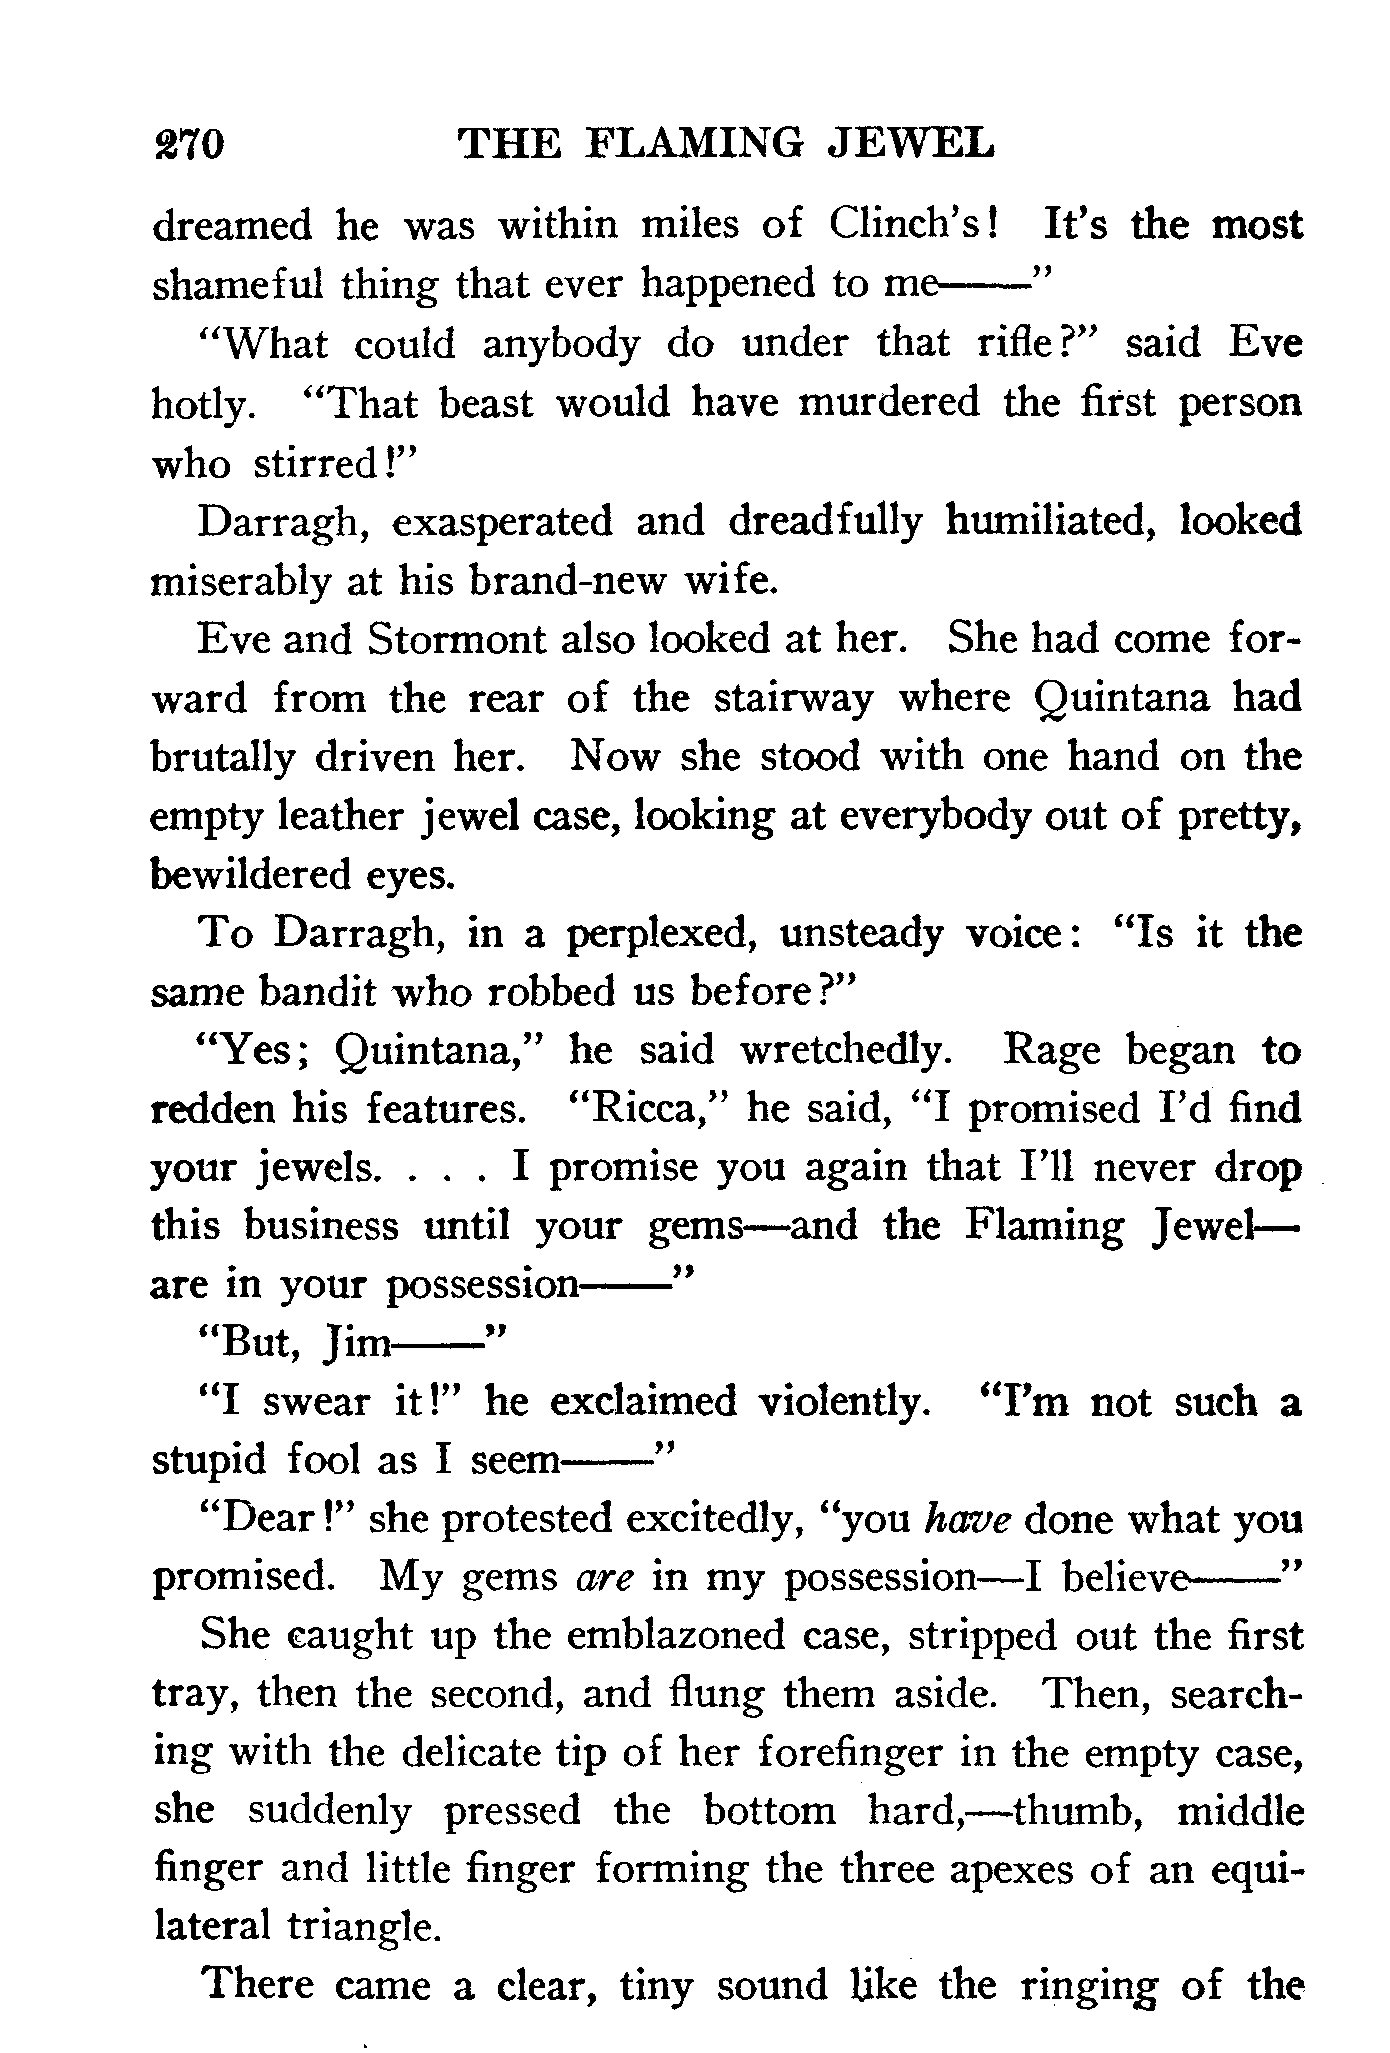 270 THE FLAMING JEWEL
dreamed he was within miles of Clinch's! It's the most
shameful thing that ever happened to me——"
"What could anybody do under that rifle?" said Eve
hotly. "That beast would have murdered the first person
who stirred!"
Darragh, exasperated and dreadfully humiliated, looked
miserably at his brand-new wife.
Eve and Stormont also looked at her. She had come for-
ward from the rear of the stairway where Quintana had
brutally driven her. Now she stood with one hand on the
empty leather jewel case, looking at everybody out of pretty,
bewildered eyes.
To Darragh, in a perplexed, unsteady voice: "Is it the
same bandit who robbed us before?"
"Yes; Quintana," he said wretchedly. Rage began to
redden his features. "Ricca," he said, "I promised I'd find
your jewels. . . . I promise you again that I'll never drop
this business until your gems—and the Flaming Jewel—
are in your possession——"
"But, Jim——"
"I swear it!" he exclaimed violently. "I'm not such a
stupid fool as I seem——"
"Dear!" she protested excitedly, "you have done what you
promised. My gems are in my possession—I believe——"
She caught up the emblazoned case, stripped out the first
tray, then the second, and flung them aside. Then, search-
ing with the delicate tip of her forefinger in the empty case,
she suddenly pressed the bottom hard,—thumb, middle
finger and little finger forming the three apexes of an equi-
lateral triangle.
There came a clear, tiny sound like the ringing of the